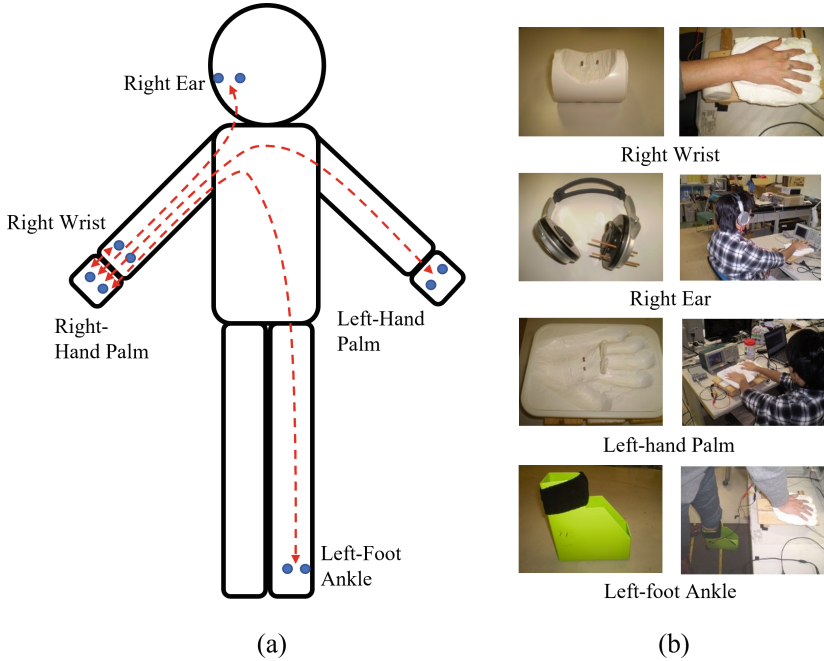 Right Ear
Right Wrist
Right-
Hand Palm
Left-Hand
Palm
Left-Foot
Ankle
(a)
Right Wrist
Right Ear
Left-hand Palm
Left-foot Ankle
(b)